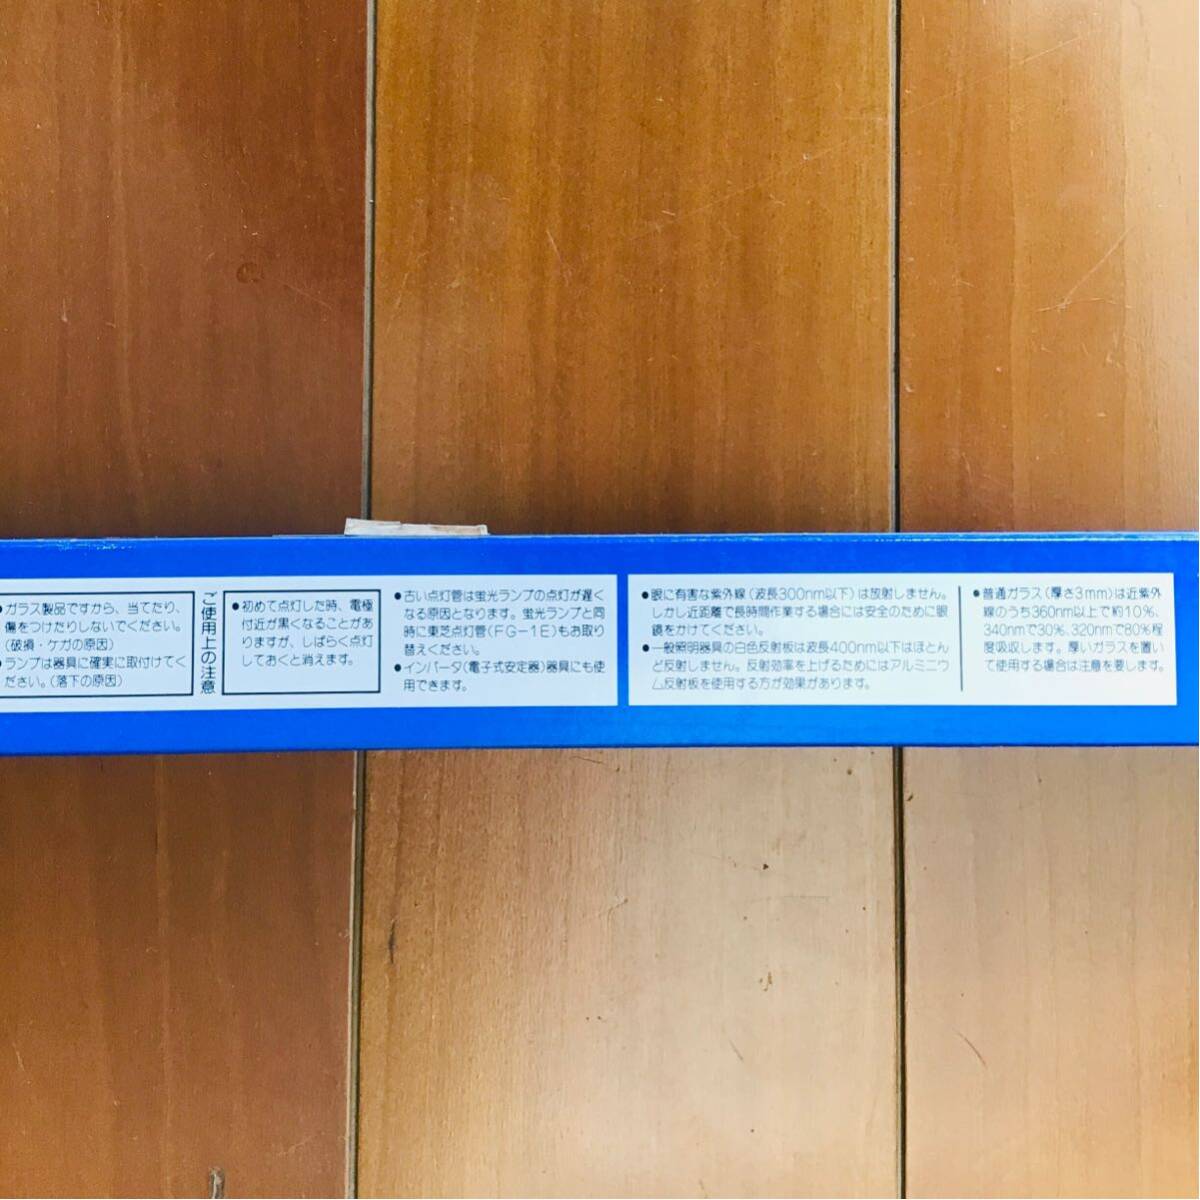 ●ガラス製品ですから、当てたり、
傷をつけたりしないでください。
(破損・ケガの原因)
●ランプは器具に確実に取付けてく
ださい。(落下の原因)
ご使用上の注意
●初めて点灯した時、電極
付近が黒くなることがあ
りますが、しばらく点灯
しておくと消えます。
●古い点灯管は蛍光ランプの点灯が遅く
なる原因となります。蛍光ランプと同
時に東芝点灯管(FG-1E)もお取り
替えください。
●インバータ(電子式安定器)器具にも使
用できます。
●眼に有害な紫外線(波長300nm以下)は放射しません。
しかし近距離で長時間作業する場合には安全のために眼
鏡をかけてください。
●一般照明器具の白色反射板は波長400nm以下はほとん
ど反射しません。反射効率を上げるためにはアルミニウ
ム反射板を使用する方が効果があります。
●普通ガラス(厚さ3mm)は近紫外
線のうち360nm以上で約10%、
340nmで30%、320nmで80%程
度吸収します。厚いガラスを置い
て使用する場合は注意を要します。